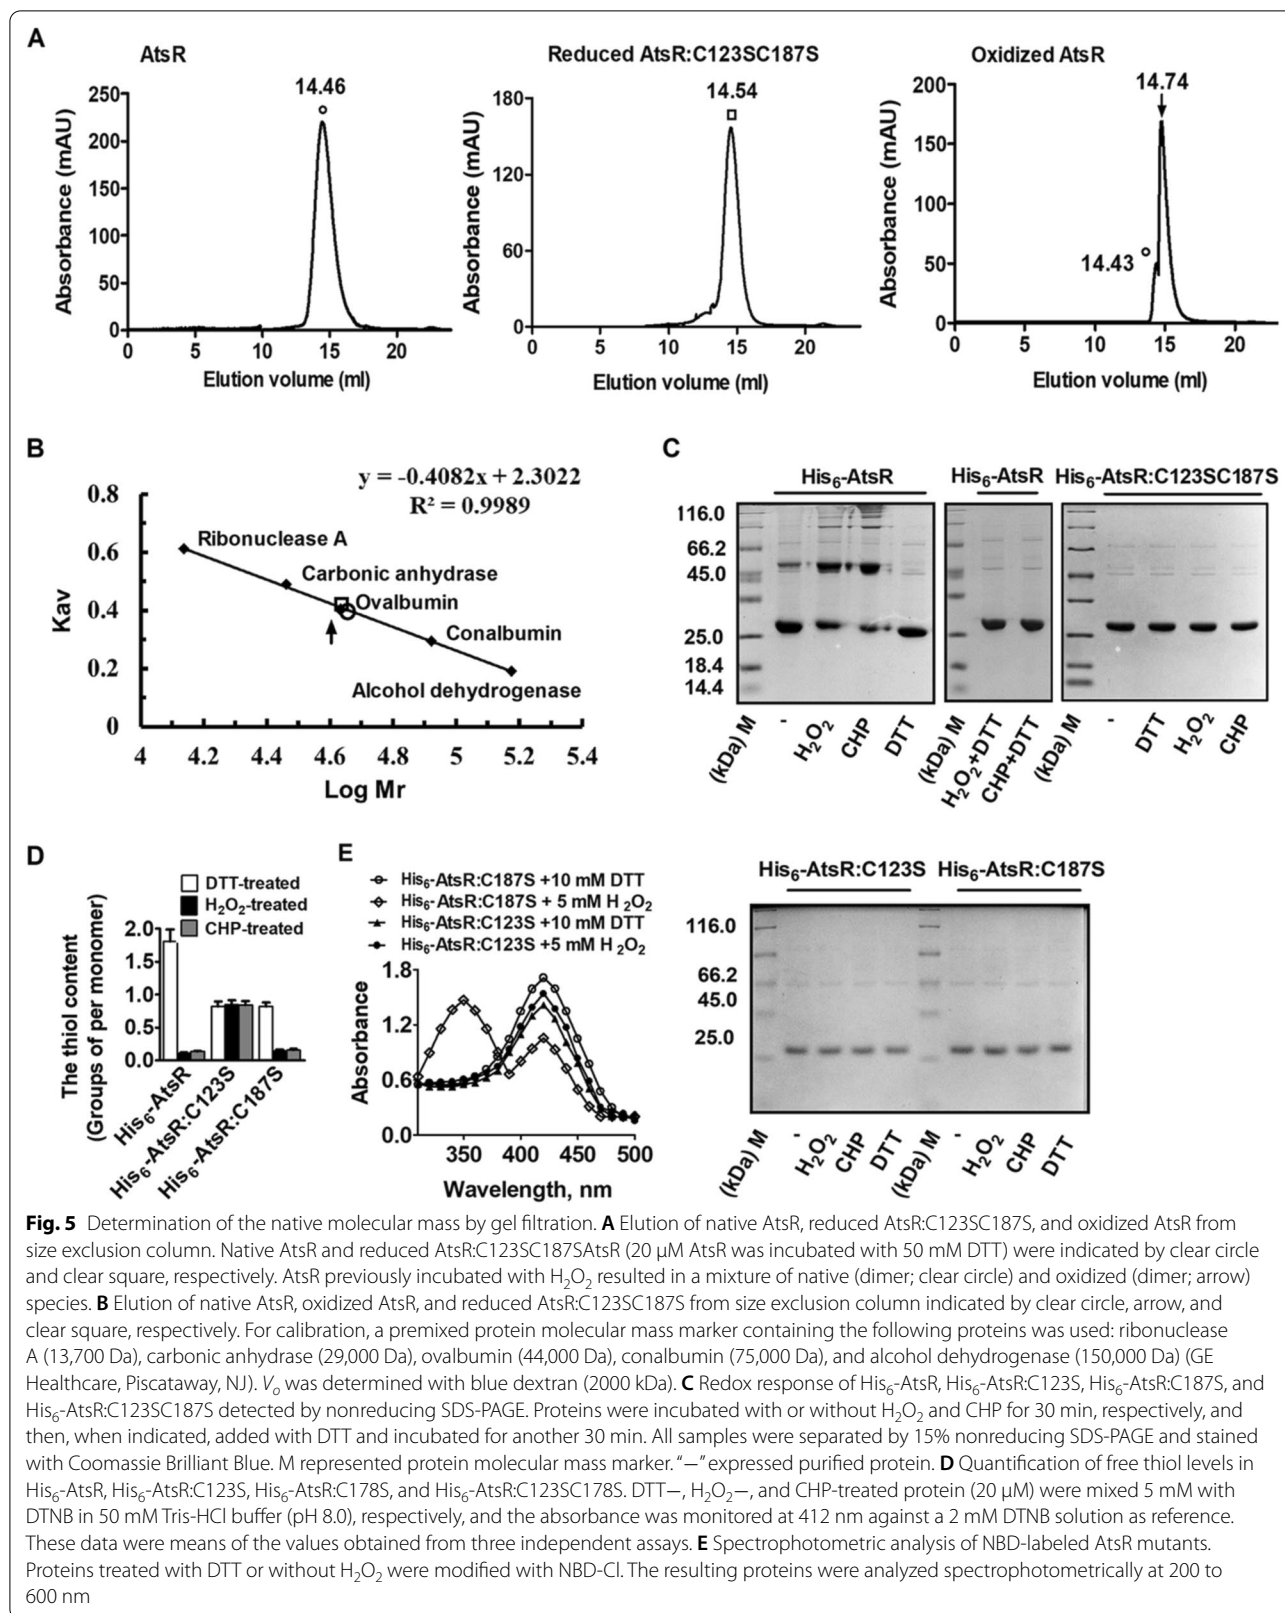 A
AtsR
Reduced AtsR:C123SC187S
Oxidized AtsR
14.46
14.54
14.74
14.43
250
200
150
100
50
0
180
120
60
0
200
150
100
50
0
Absorbance (mAU)
Absorbance (mAU)
Absorbance (mAU)
0 5 10 15 20
0 5 10 15 20
0 5 10 15 20
Elution volume (ml)
Elution volume (ml)
Elution volume (ml)
B
y = -0.4082x + 2.3022
R² = 0.9989
0.8
0.6
0.4
0.2
0
Kav
Ribonuclease A
Carbonic anhydrase
Ovalbumin
Conalbumin
Alcohol dehydrogenase
4 4.2 4.4 4.6 4.8 5 5.2 5.4
Log Mr
C
His₆-AtsR
His₆-AtsR
His₆-AtsR:C123SC187S
116.0
66.2
45.0
25.0
18.4
14.4
(kDa) M
-
H₂O₂
CHP
DTT
(kDa) M
H₂O₂+DTT
CHP+DTT
(kDa) M
-
DTT
H₂O₂
CHP
His₆-AtsR:C123S
His₆-AtsR:C187S
116.0
66.2
45.0
25.0
(kDa) M
-
H₂O₂
CHP
DTT
(kDa) M
-
H₂O₂
CHP
DTT
D
DTT-treated
H₂O₂-treated
CHP-treated
2.0
1.5
1.0
0.5
0.0
The thiol content
(Groups of per monomer)
His₆-AtsR
His₆-AtsR:C123S
His₆-AtsR:C187S
E
His₆-AtsR:C187S +10 mM DTT
His₆-AtsR:C187S + 5 mM H ₂O₂
His₆-AtsR:C123S +10 mM DTT
His₆-AtsR:C123S +5 mM H ₂O₂
1.8
1.2
0.6
0.0
Absorbance
350 400 450 500
Wavelength, nm
Fig. 5 Determination of the native molecular mass by gel filtration. A Elution of native AtsR, reduced AtsR:C123SC187S, and oxidized AtsR from
size exclusion column. Native AtsR and reduced AtsR:C123SC187SAtsR (20 μM AtsR was incubated with 50 mM DTT) were indicated by clear circle
and clear square, respectively. AtsR previously incubated with H₂O₂ resulted in a mixture of native (dimer; clear circle) and oxidized (dimer; arrow)
species. B Elution of native AtsR, oxidized AtsR, and reduced AtsR:C123SC187S from size exclusion column indicated by clear circle, arrow, and
clear square, respectively. For calibration, a premixed protein molecular mass marker containing the following proteins was used: ribonuclease
A (13,700 Da), carbonic anhydrase (29,000 Da), ovalbumin (44,000 Da), conalbumin (75,000 Da), and alcohol dehydrogenase (150,000 Da) (GE
Healthcare, Piscataway, NJ). Vₒ was determined with blue dextran (2000 kDa). C Redox response of His₆-AtsR, His₆-AtsR:C123S, His₆-AtsR:C187S, and
His₆-AtsR:C123SC187S detected by nonreducing SDS-PAGE. Proteins were incubated with or without H₂O₂ and CHP for 30 min, respectively, and
then, when indicated, added with DTT and incubated for another 30 min. All samples were separated by 15% nonreducing SDS-PAGE and stained
with Coomassie Brilliant Blue. M represented protein molecular mass marker. “−” expressed purified protein. D Quantification of free thiol levels in
His₆-AtsR, His₆-AtsR:C123S, His₆-AtsR:C178S, and His₆-AtsR:C123SC178S. DTT−, H₂O₂−, and CHP-treated protein (20 μM) were mixed 5 mM with
DTNB in 50 mM Tris-HCl buffer (pH 8.0), respectively, and the absorbance was monitored at 412 nm against a 2 mM DTNB solution as reference.
These data were means of the values obtained from three independent assays. E Spectrophotometric analysis of NBD-labeled AtsR mutants.
Proteins treated with DTT or without H₂O₂ were modified with NBD-Cl. The resulting proteins were analyzed spectrophotometrically at 200 to
600 nm